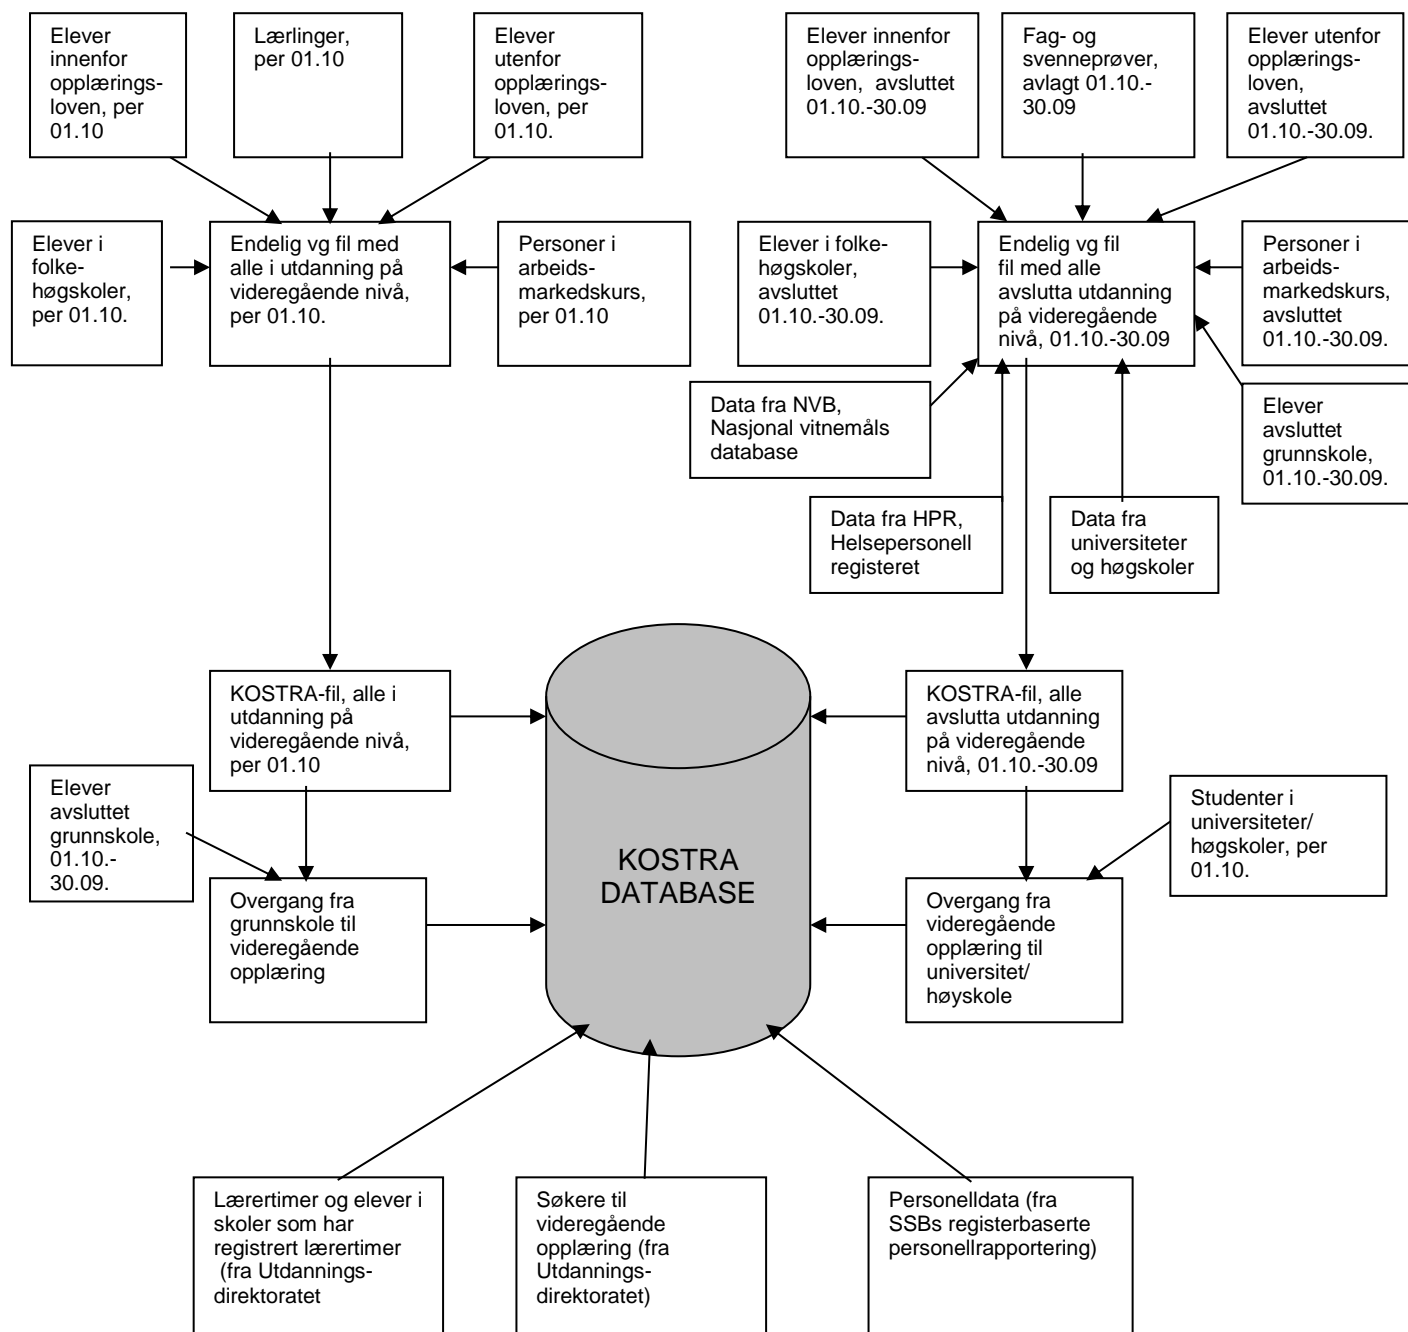 Elever
innenfor
opplærings-
loven, per
01.10
Lærlinger,
per 01.10
Elever
utenfor
opplærings-
loven, per
01.10.
Elever innenfor
opplærings-
loven,  avsluttet
01.10.-30.09
Fag- og
svenneprøver,
avlagt 01.10.-
30.09
Elever utenfor
opplærings-
loven,
avsluttet
01.10.-30.09.
Elever i
folke-
høgskoler,
per 01.10.
Endelig vg fil med
alle i utdanning på
videregående nivå,
per 01.10.
Personer i
arbeids-
markedskurs,
per 01.10
Elever i folke-
høgskoler,
avsluttet
01.10.-30.09.
Endelig vg fil
fil med alle
avslutta utdanning
på videregående
nivå, 01.10.-30.09
Personer i
arbeids-
markedskurs,
avsluttet
01.10.-30.09.
Data fra NVB,
Nasjonal vitnemåls
database
Elever
avsluttet
grunnskole,
01.10.-30.09.
Data fra HPR,
Helsepersonell
registeret
Data fra
universiteter
og høgskoler
KOSTRA-fil, alle i
utdanning på
videregående nivå,
per 01.10
KOSTRA-fil, alle
avslutta utdanning
på videregående
nivå, 01.10.-30.09
Elever
avsluttet
grunnskole,
01.10.-
30.09.
Studenter i
universiteter/
høgskoler, per
01.10.
KOSTRA
DATABASE
Overgang fra
grunnskole til
videregående
opplæring
Overgang fra
videregående
opplæring til
universitet/
høyskole
Lærertimer og elever i
skoler som har
registrert lærertimer
(fra Utdannings-
direktoratet
Søkere til
videregående
opplæring (fra
Utdannings-
direktoratet)
Personelldata (fra
SSBs registerbaserte
personellrapportering)